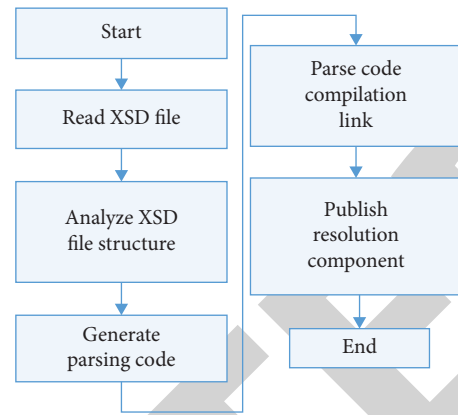 Start
Read XSD file
Analyze XSD
file structure
Generate
parsing code
Parse code
compilation
link
Publish
resolution
component
End